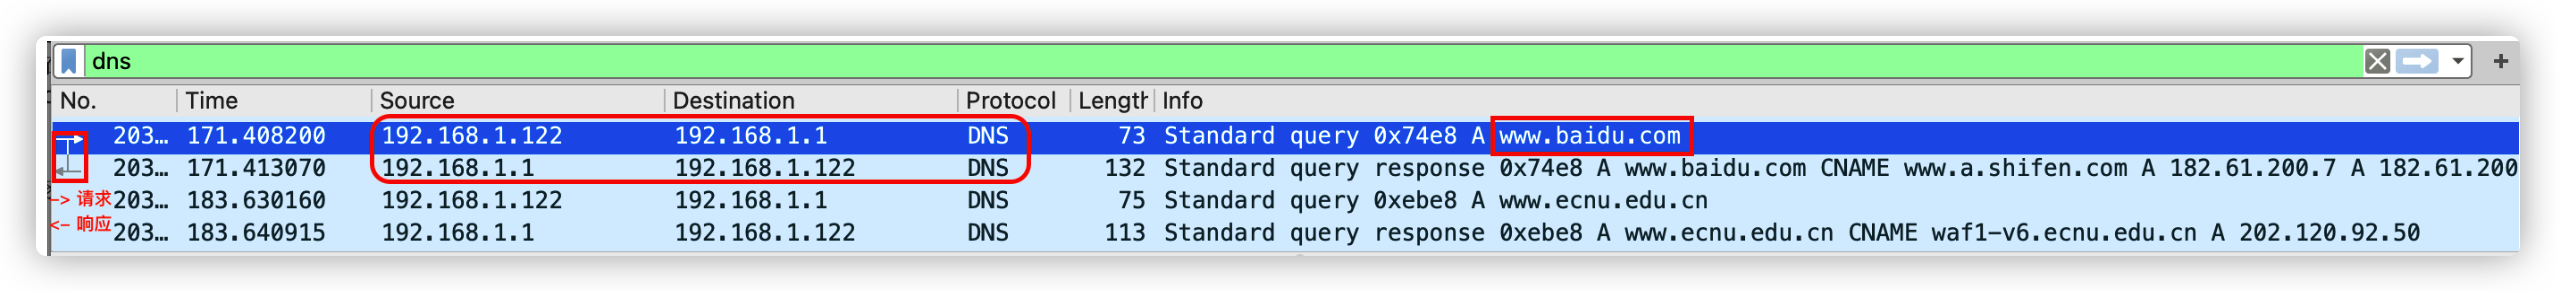 dns
No. Time Source Destination Protocol Length Info
203… 171.408200 192.168.1.122 192.168.1.1 DNS 73 Standard query 0x74e8 A www.baidu.com
203… 171.413070 192.168.1.1 192.168.1.122 DNS 132 Standard query response 0x74e8 A www.baidu.com CNAME www.a.shifen.com A 182.61.200.7 A 182.61.200
-> 请求 203… 183.630160 192.168.1.122 192.168.1.1 DNS 75 Standard query 0xebe8 A www.ecnu.edu.cn
<- 响应 203… 183.640915 192.168.1.1 192.168.1.122 DNS 113 Standard query response 0xebe8 A www.ecnu.edu.cn CNAME waf1-v6.ecnu.edu.cn A 202.120.92.50